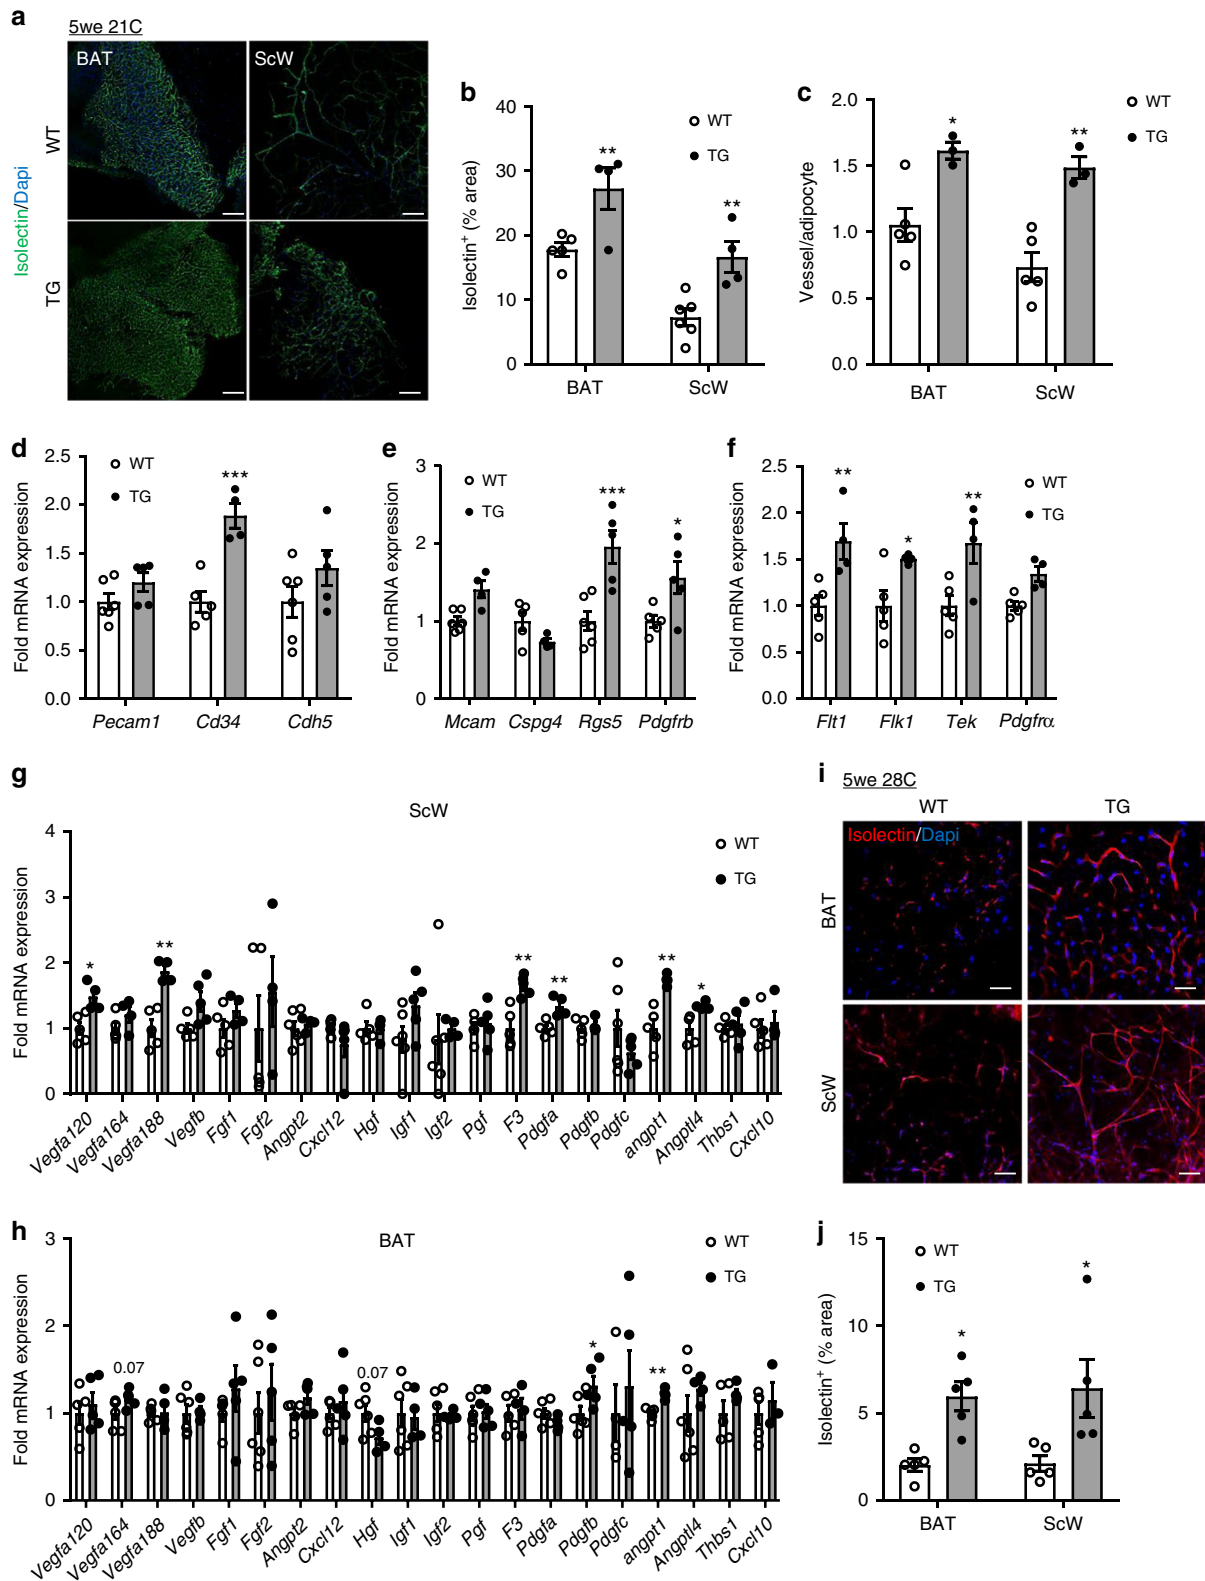 a
5we 21C
BAT
ScW
WT
TG
Isolectin/Dapi
b
Isolectin⁺ (% area)
40
30
20
10
0
WT
TG
**
**
BAT
ScW
c
Vessel/adipocyte
2.0
1.5
1.0
0.5
0.0
WT
TG
*
**
BAT
ScW
d
Fold mRNA expression
2.5
2.0
1.5
1.0
0.5
0.0
WT
TG
***
Pecam1
Cd34
Cdh5
e
Fold mRNA expression
3
2
1
0
WT
TG
***
*
Mcam
Cspg4
Rgs5
Pdgfrb
f
Fold mRNA expression
2.5
2.0
1.5
1.0
0.5
0.0
WT
TG
**
*
**
Flt1
Flk1
Tek
Pdgfrα
g
ScW
Fold mRNA expression
4
3
2
1
0
WT
TG
*
**
**
**
**
*
Vegfa120
Vegfa164
Vegfa188
Vegfb
Fgf1
Fgf2
Angpt2
Cxcl12
Hgf
Igf1
Igf2
Pgf
F3
Pdgfa
Pdgfb
Pdgfc
angpt1
Angptl4
Thbs1
Cxcl10
h
BAT
Fold mRNA expression
3
2
1
0
WT
TG
0.07
0.07
*
**
Vegfa120
Vegfa164
Vegfa188
Vegfb
Fgf1
Fgf2
Angpt2
Cxcl12
Hgf
Igf1
Igf2
Pgf
F3
Pdgfa
Pdgfb
Pdgfc
angpt1
Angptl4
Thbs1
Cxcl10
i
5we 28C
WT
TG
Isolectin/Dapi
BAT
ScW
j
Isolectin⁺ (% area)
15
10
5
0
WT
TG
*
*
BAT
ScW